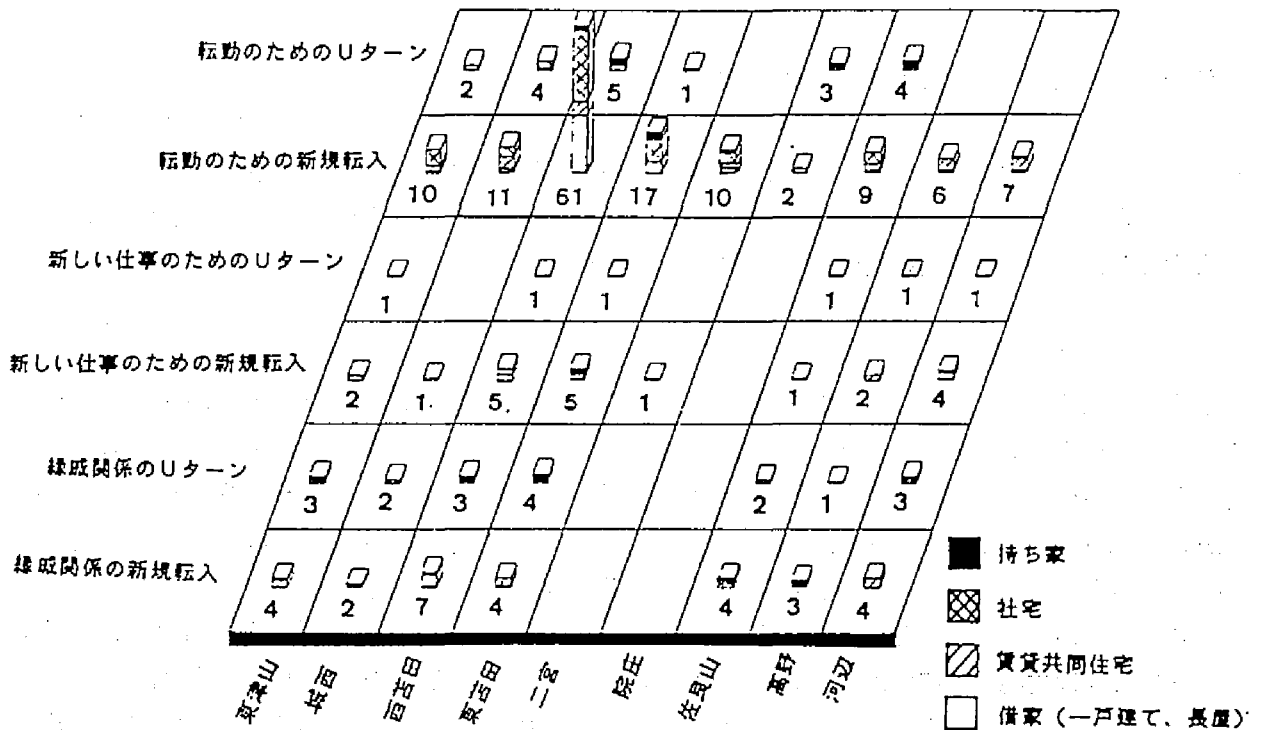 転勤のためのUターン
2 4 5 1 3 4
転勤のための新規転入
10 11 61 17 10 2 9 6 7
新しい仕事のためのUターン
1 1 1 1 1 1
新しい仕事のための新規転入
2 1 5 5 1 1 2 4
縁戚関係のUターン
3 2 3 4 2 1 3
縁戚関係の新規転入
4 2 7 4 4 3 4
東津山
城西
西苫田
東苫田
二宮
院庄
佐良山
高野
河辺
持ち家
社宅
賃貸共同住宅
借家(一戸建て、長屋)